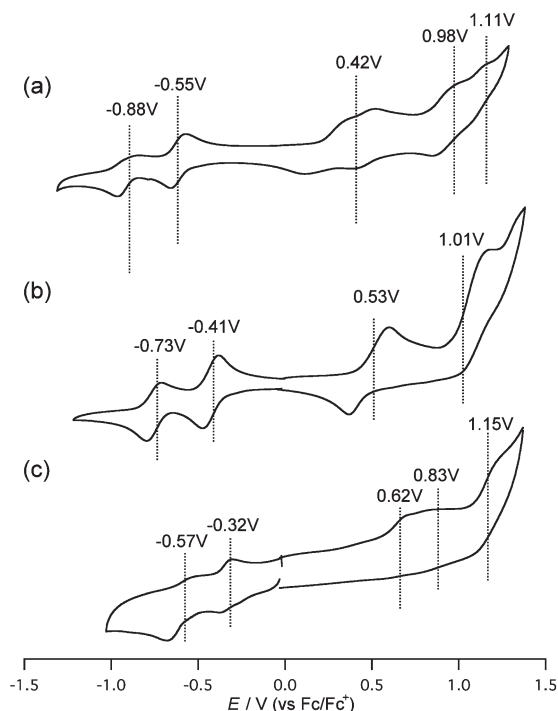 1.11V
0.98V
(a)
-0.55V
0.42V
-0.88V
(b)
1.01V
-0.41V
0.53V
-0.73V
(c)
1.15V
0.83V
0.62V
-0.32V
-0.57V
-1.5 -1.0 -0.5 0.0 0.5 1.0 1.5
E / V (vs Fc/Fc⁺)